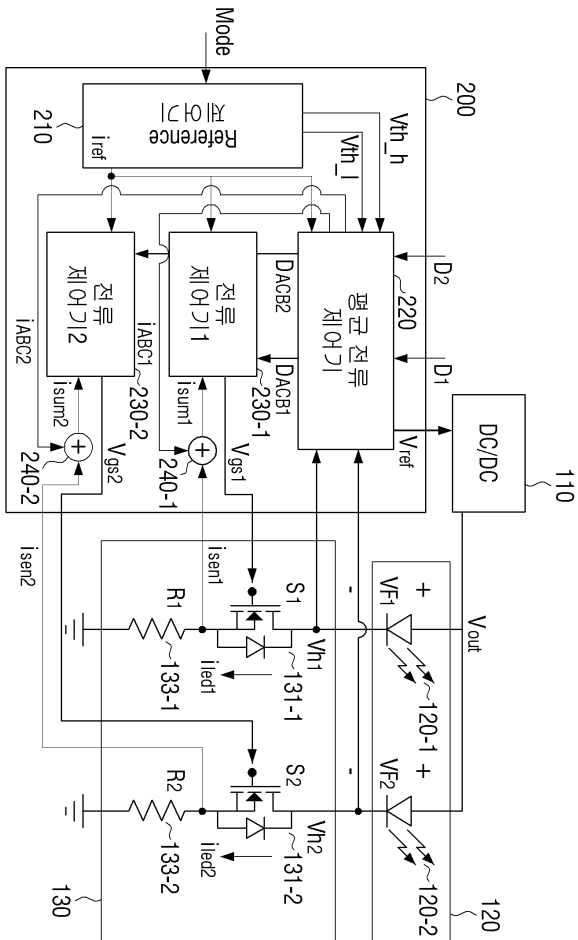 Mode
200
210
Reference
제어기
iref
Vth_h
Vth_l
220
평균 전류
제어기
D2
D1
Vref
DC/DC
110
DACB2
DACB1
전류
제어기1
230-1
전류
제어기2
230-2
iABC1
iABC2
isum1
isum2
240-1
240-2
Vgs1
Vgs2
isen1
isen2
Vout
+
VF1
-
120-1
+
VF2
-
120-2
120
S1
Vh1
131-1
iled1
R1
133-1
S2
Vh2
131-2
iled2
R2
133-2
130
+
+